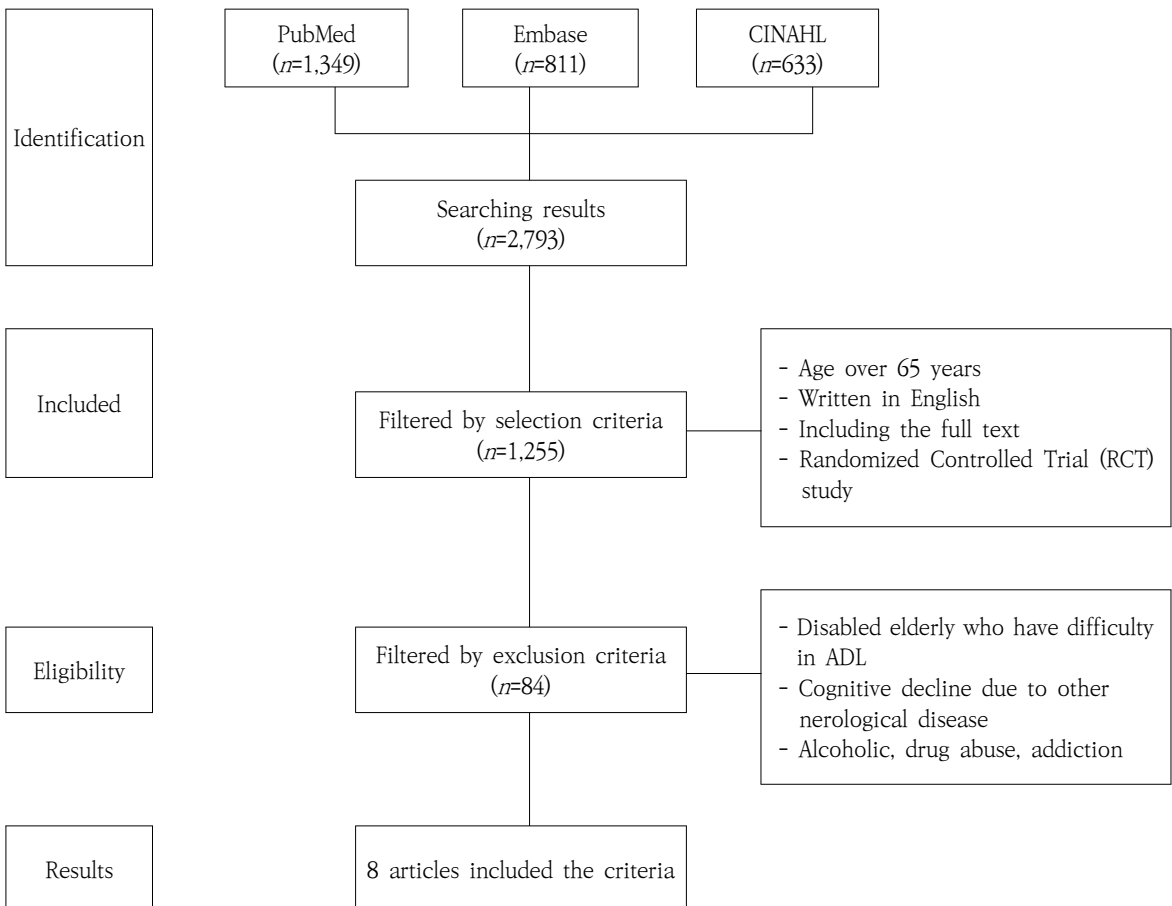 PubMed
(n=1,349)
Embase
(n=811)
CINAHL
(n=633)
Identification
Searching results
(n=2,793)
Included
Filtered by selection criteria
(n=1,255)
- Age over 65 years
- Written in English
- Including the full text
- Randomized Controlled Trial (RCT)
study
Eligibility
Filtered by exclusion criteria
(n=84)
- Disabled elderly who have difficulty
in ADL
- Cognitive decline due to other
nerological disease
- Alcoholic, drug abuse, addiction
Results
8 articles included the criteria